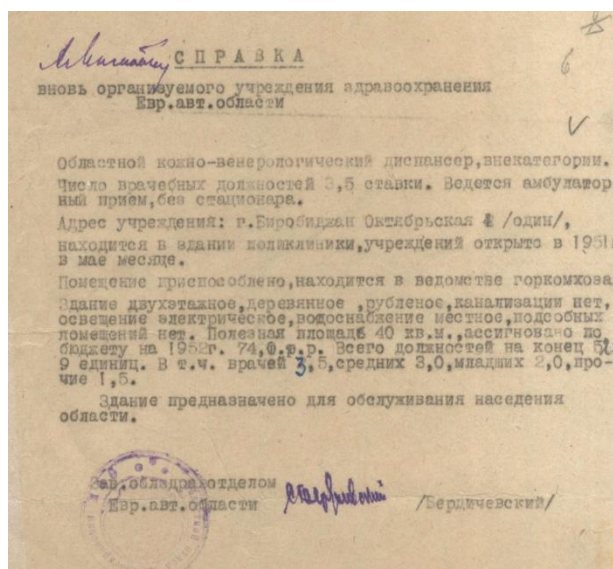 8
6
СПРАВКА
вновь организуемого учреждения здравоохранения
Евр.авт.области
Областной кожно-венерологический диспансер,внекатегории.
Число врачебных должностей 3,5 ставки. Ведется амбулатор
ный прием,без стационара.
Адрес учреждения: г.Биробиджан Октябрьская 1 /один/,
находится в здании поликлиники,учреждений открыто в 1951
в мае месяце.
Помещение приспособлено,находится в ведомстве горкомхоза
Здание двухэтажное,деревянное ,рубленое,канализации нет,
освещение электрическое,водоснабжение местное,подсобных
помещений нет. Полезная площадь 40 кв.м.,ассигновано по
бюджету на 1952г. 74,0.т.р. Всего должностей на конец 51
9 единиц. В т.ч. врачей 3,5,средних 3,0,младших 2,0,про-
чие 1,5.
Здание предназначено для обслуживания населения
области.
Зав.облздравотделом
Евр.авт.области /Бердичевский/